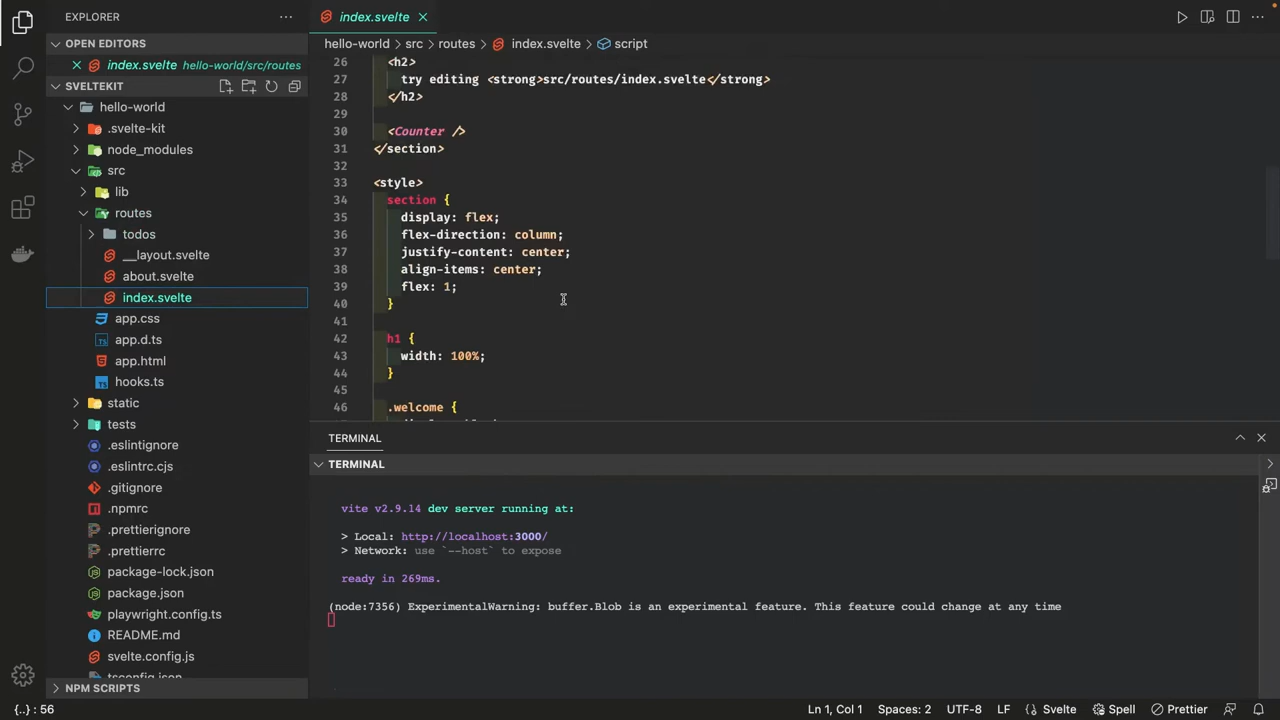 EXPLORER
OPEN EDITORS
index.svelte hello-world/src/routes
SVELTEKIT
hello-world
.svelte-kit
node_modules
src
lib
routes
todos
__layout.svelte
about.svelte
index.svelte
app.css
app.d.ts
app.html
hooks.ts
static
tests
.eslintignore
.eslintrc.cjs
.gitignore
.npmrc
.prettierignore
.prettierrc
package-lock.json
package.json
playwright.config.ts
README.md
svelte.config.js
tsconfig.json
NPM SCRIPTS
index.svelte
hello-world > src > routes > index.svelte > script
26 <h2>
27 try editing <strong>src/routes/index.svelte</strong>
28 </h2>
29
30 <Counter />
31 </section>
32
33 <style>
34 section {
35 display: flex;
36 flex-direction: column;
37 justify-content: center;
38 align-items: center;
39 flex: 1;
40 }
41
42 h1 {
43 width: 100%;
44 }
45
46 .welcome {
TERMINAL
TERMINAL
vite v2.9.14 dev server running at:
> Local: http://localhost:3000/
> Network: use `--host` to expose
ready in 269ms.
(node:7356) ExperimentalWarning: buffer.Blob is an experimental feature. This feature could change at any time
{..} : 56
Ln 1, Col 1 Spaces: 2 UTF-8 LF Svelte Spell Prettier